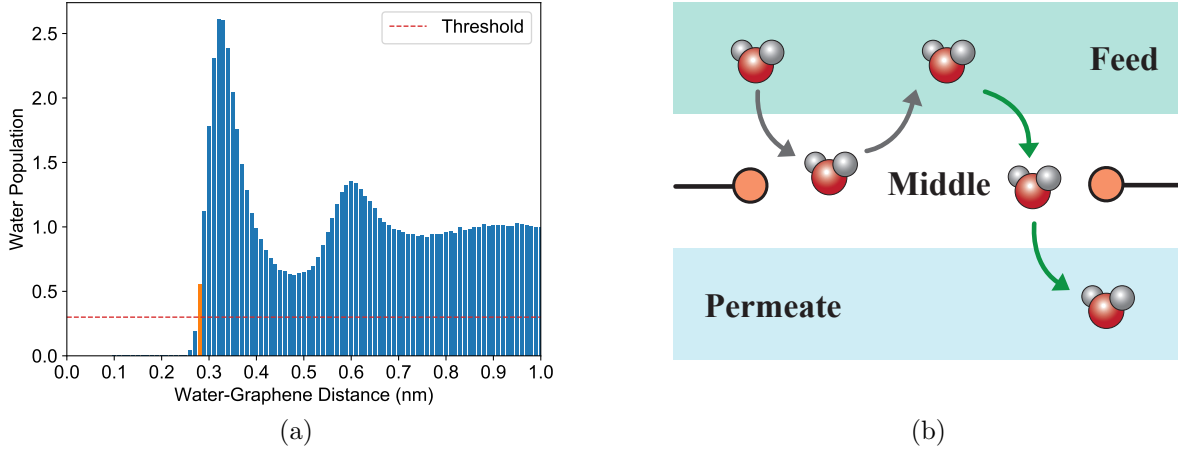 2.5
2.0
1.5
1.0
0.5
0.0
Water Population
Threshold
0.0 0.1 0.2 0.3 0.4 0.5 0.6 0.7 0.8 0.9 1.0
Water-Graphene Distance (nm)
(a)
Feed
Middle
Permeate
(b)